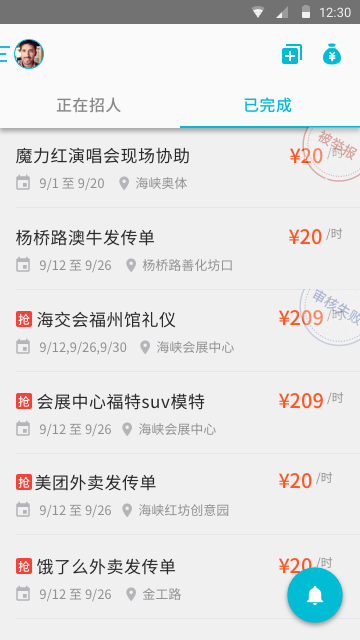 12:30
正在招人
已完成
魔力红演唱会现场协助
¥20 /时
被举报
9/1 至 9/20
海峡奥体
杨桥路澳牛发传单
¥20 /时
9/12 至 9/26
杨桥路善化坊口
抢 海交会福州馆礼仪
¥209 /时
审核失败
9/12,9/26,9/30
海峡会展中心
抢 会展中心福特suv模特
¥209 /时
9/12 至 9/26
海峡会展中心
抢 美团外卖发传单
¥20 /时
9/12 至 9/26
海峡红坊创意园
抢 饿了么外卖发传单
¥20 /时
9/12 至 9/26
金工路